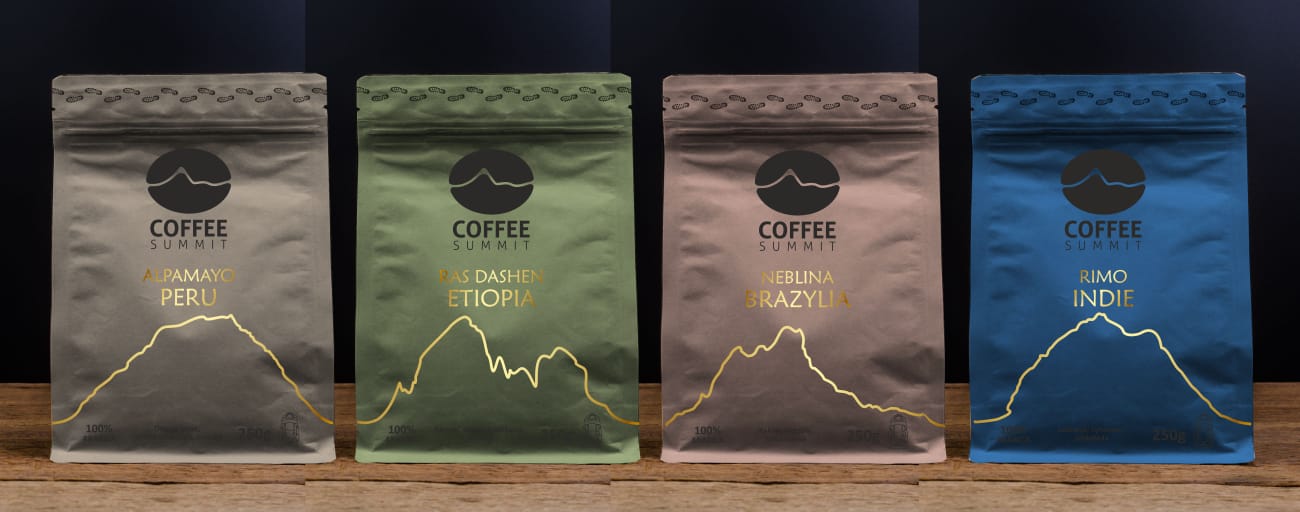 COFFEE
SUMMIT
ALPAMAYO
PERU
100%
250g
COFFEE
SUMMIT
RAS DASHEN
ETIOPIA
100%
250g
COFFEE
SUMMIT
NEBLINA
BRAZYLIA
100%
250g
COFFEE
SUMMIT
RIMO
INDIE
250g